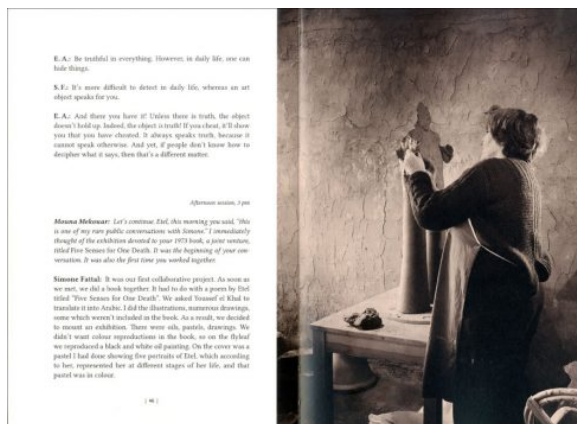 E. A.: Be truthful in everything. However, in daily life, one can
hide things.
S. F.: It's more difficult to detect in daily life, whereas an art
object speaks for you.
E. A.: And there you have it! Unless there is truth, the object
doesn't hold up. Indeed, the object is truth! If you cheat, it'll show
you that you have cheated. It always speaks truth, because it
cannot speak otherwise. And yet, if people don't know how to
decipher what it says, then that's a different matter.
Afternoon session, 3 pm
Mouna Mekouar: Let's continue. Etel, this morning you said, "this
is one of my rare public conversations with Simone." I immediately
thought of the exhibition devoted to your 1973 book, a joint venture,
titled Five Senses for One Death. It was the beginning of your con-
versation. It was also the first time you worked together.
Simone Fattal: It was our first collaborative project. As soon as
we met, we did a book together. It had to do with a poem by Etel
titled "Five Senses for One Death". We asked Youssef el Khal to
translate it into Arabic. I did the illustrations, numerous drawings,
some which weren't included in the book. As a result, we decided
to mount an exhibition. There were oils, pastels, drawings. We
didn't want colour reproductions in the book, so on the flyleaf
we reproduced a black and white oil painting. On the cover was a
pastel I had done showing five portraits of Etel, which according
to her, represented her at different stages of her life, and that
pastel was in colour.